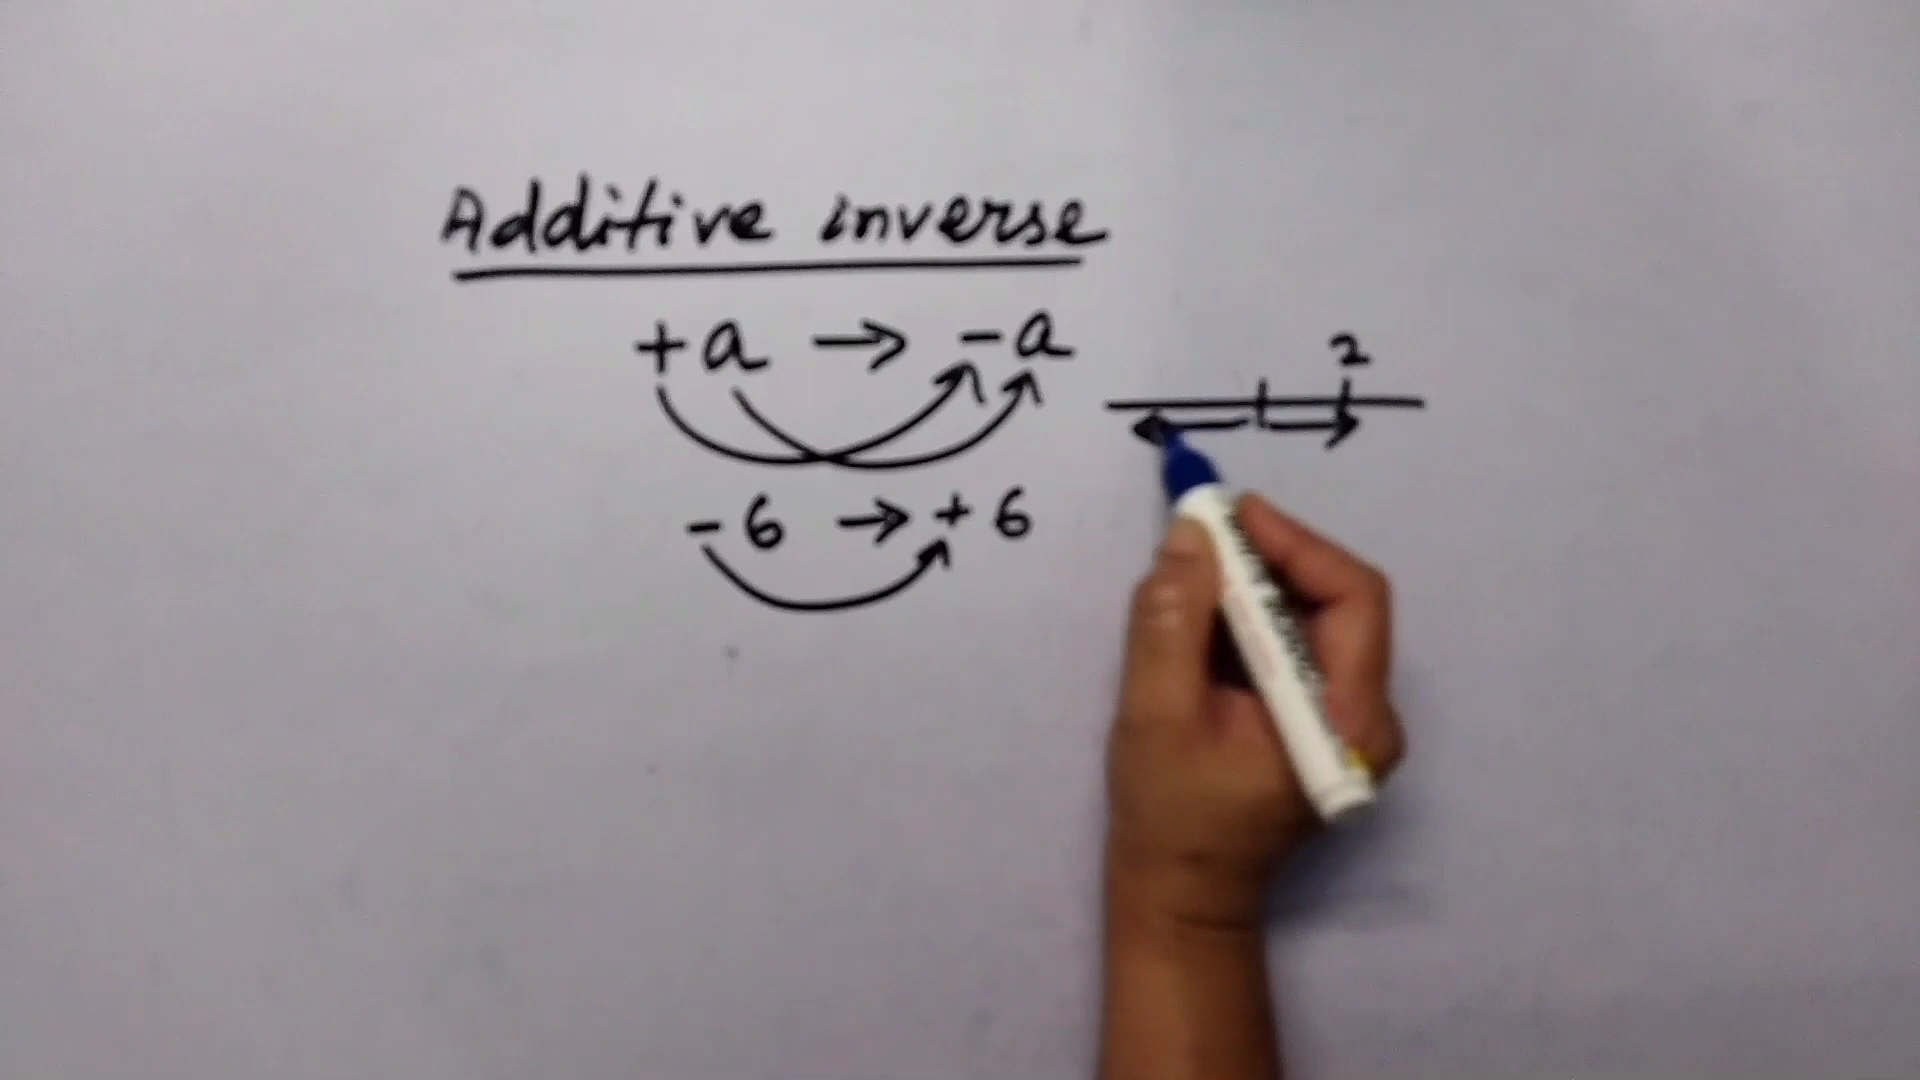 Additive inverse
+a → -a
2
-6 → +6